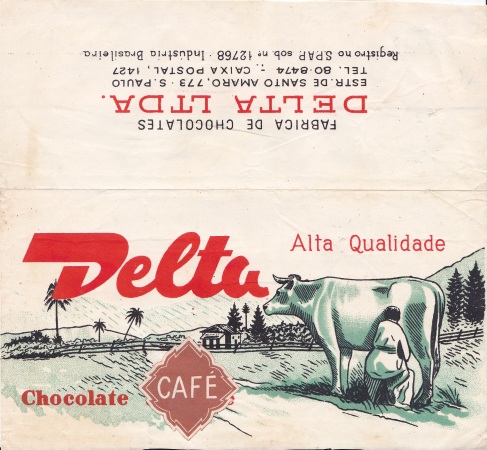 FABRICA DE CHOCOLATES
DELTA LTDA.
ESTR. DE SANTO AMARO, 773 - S. PAULO
TEL. 80-8474 -:- CAIXA POSTAL, 1427
Registro no S.P.A.P. sob. nº 12768 - Industria Brasileira
Delta
Alta Qualidade
Chocolate
CAFÉ